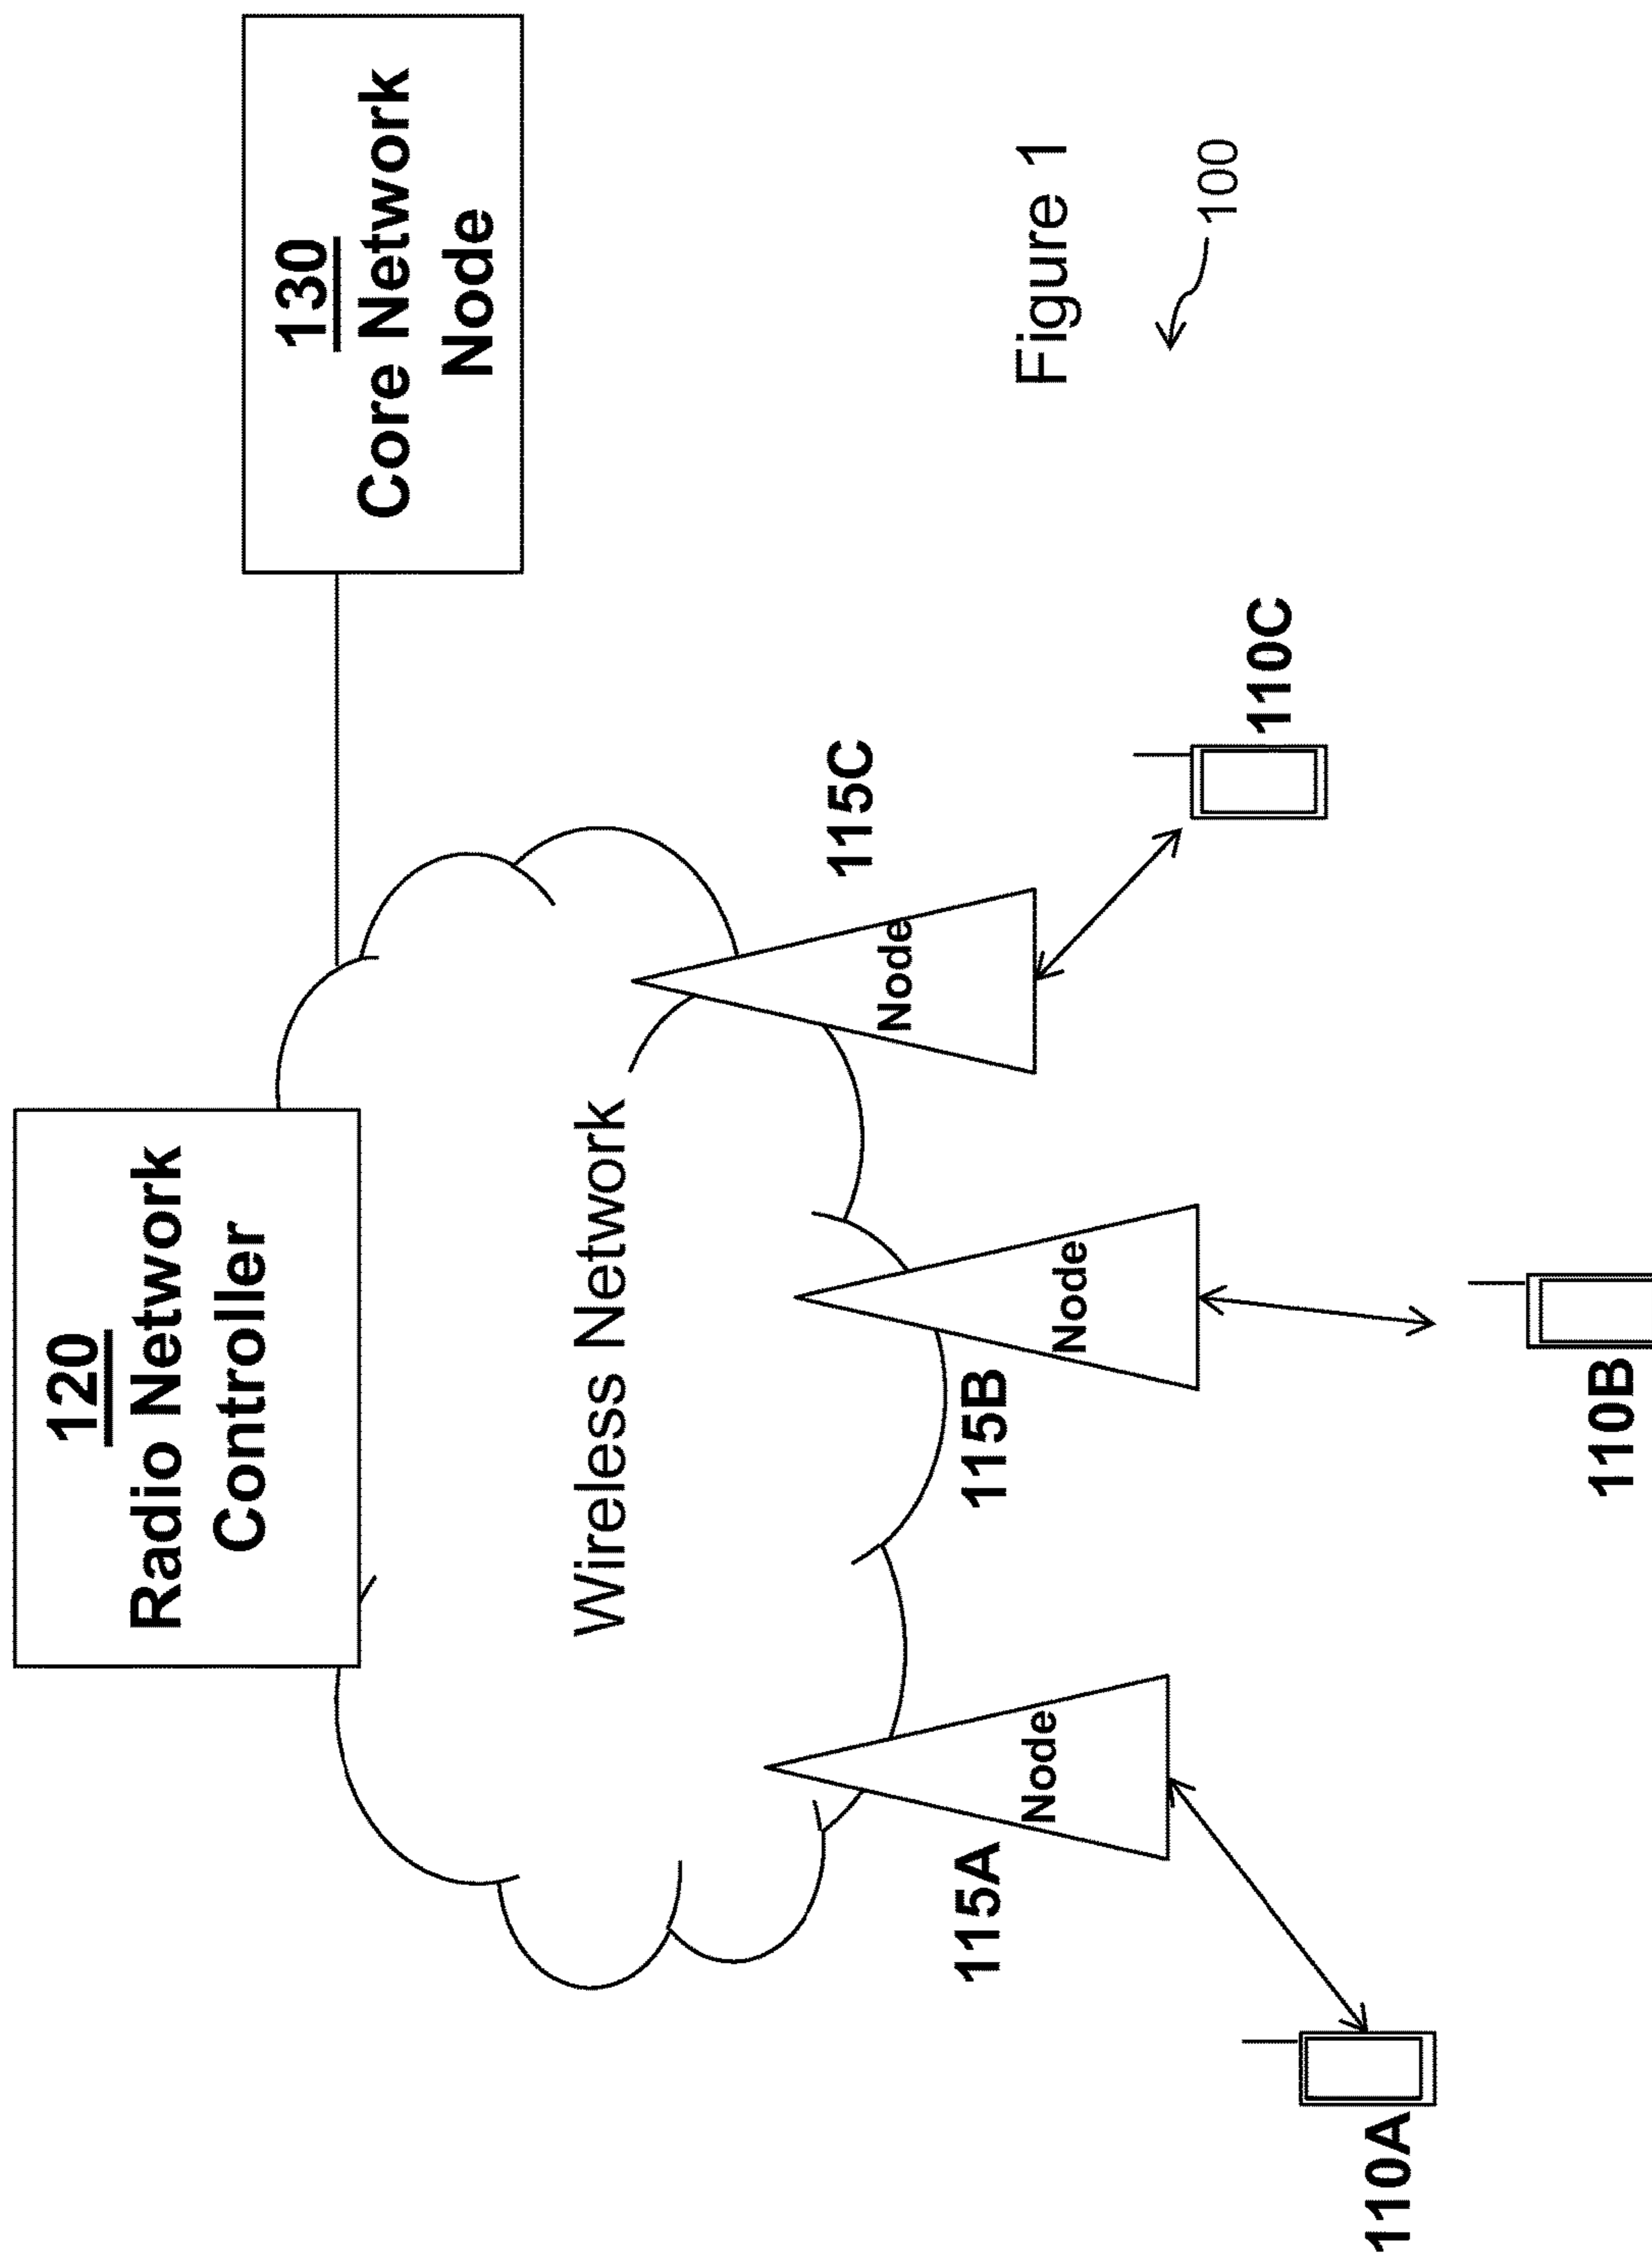 120
Radio Network
Controller
130
Core Network
Node
Wireless Network
115C
Node
115B
Node
115A
Node
110C
110B
110A
Figure 1
100